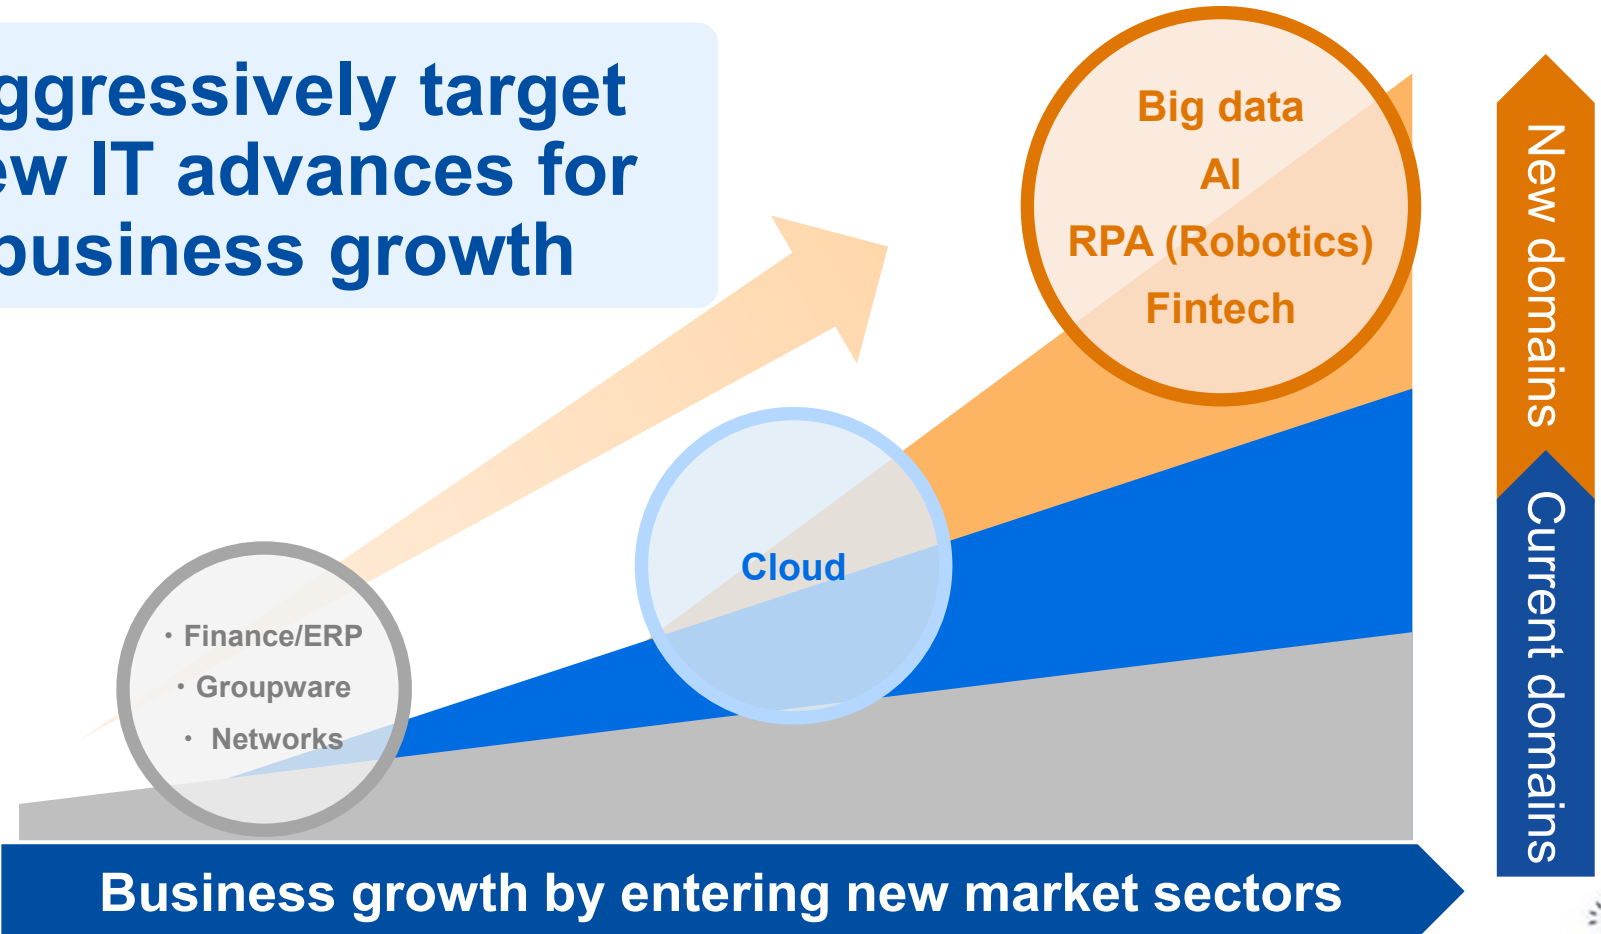 ggressively target
ew IT advances for
business growth
Big data
AI
RPA (Robotics)
Fintech
New domains
Cloud
・Finance/ERP
・Groupware
・ Networks
Current domains
Business growth by entering new market sectors